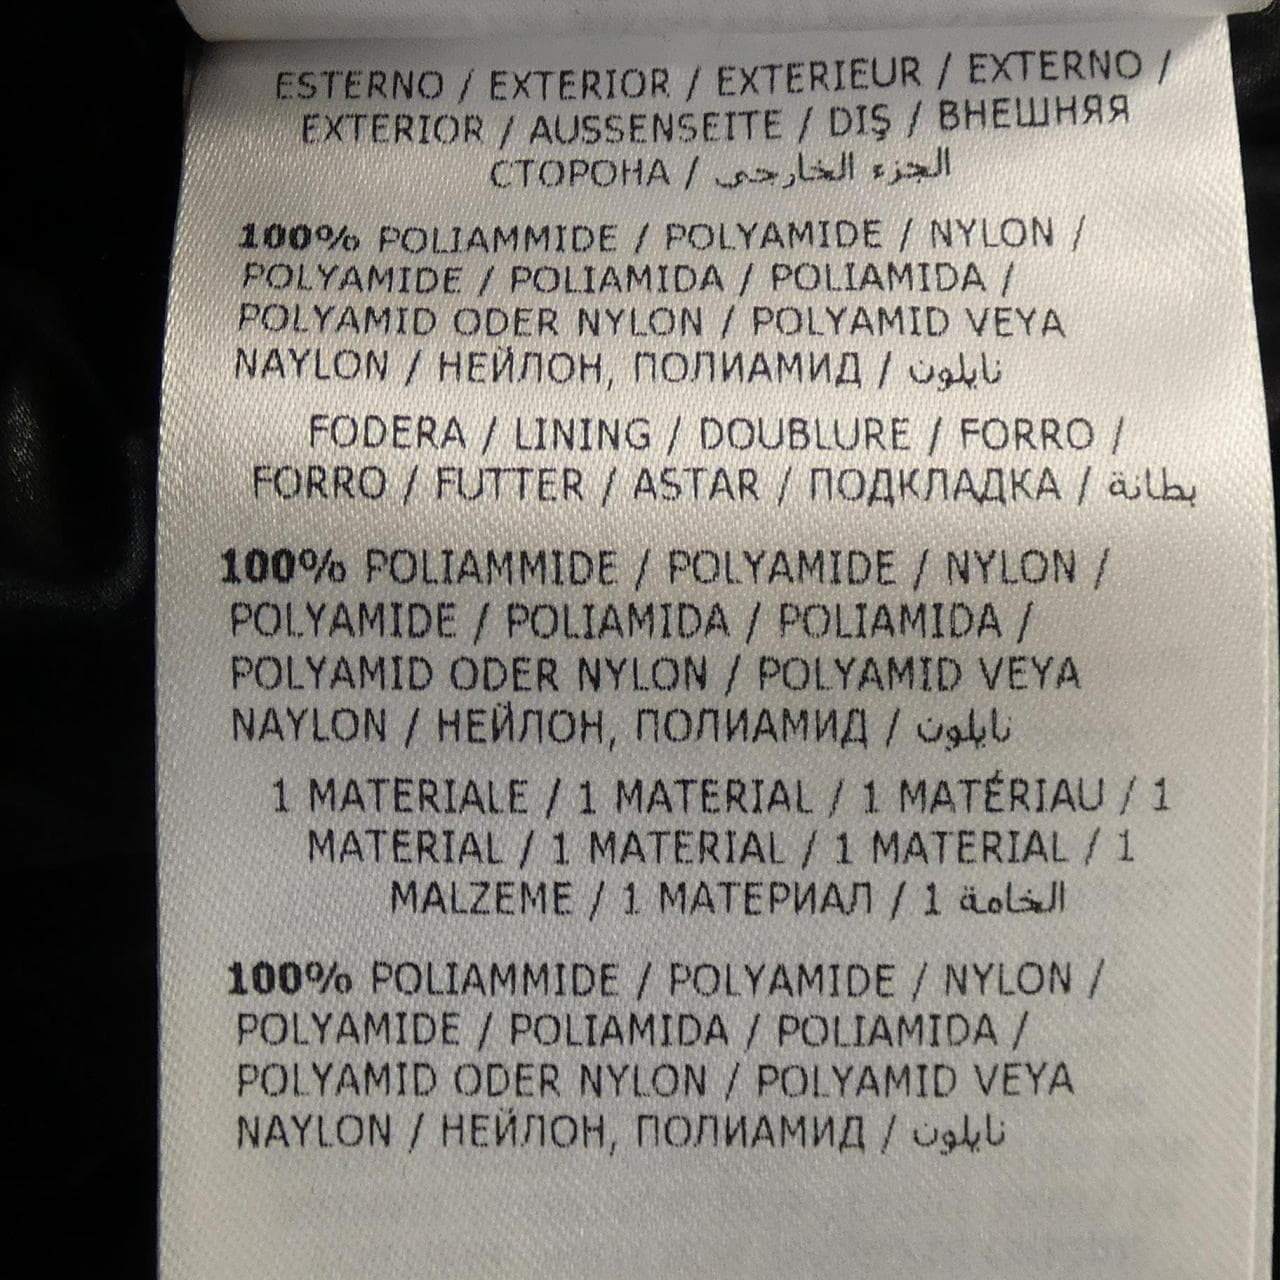 ESTERNO / EXTERIOR / EXTERIEUR / EXTERNO /
EXTERIOR / AUSSENSEITE / DIŞ / ВНЕШНЯЯ
СТОРОНА / الجزء الخارجي
100% POLIAMMIDE / POLYAMIDE / NYLON /
POLYAMIDE / POLIAMIDA / POLIAMIDA /
POLYAMID ODER NYLON / POLYAMID VEYA
NAYLON / НЕЙЛОН, ПОЛИАМИД / نايلون
FODERA / LINING / DOUBLURE / FORRO /
FORRO / FUTTER / ASTAR / ПОДКЛАДКА / بطانة
100% POLIAMMIDE / POLYAMIDE / NYLON /
POLYAMIDE / POLIAMIDA / POLIAMIDA /
POLYAMID ODER NYLON / POLYAMID VEYA
NAYLON / НЕЙЛОН, ПОЛИАМИД / نايلون
1 MATERIALE / 1 MATERIAL / 1 MATÉRIAU / 1
MATERIAL / 1 MATERIAL / 1 MATERIAL / 1
MALZEME / 1 МАТЕРИАЛ / 1 الخامة
100% POLIAMMIDE / POLYAMIDE / NYLON /
POLYAMIDE / POLIAMIDA / POLIAMIDA /
POLYAMID ODER NYLON / POLYAMID VEYA
NAYLON / НЕЙЛОН, ПОЛИАМИД / نايلون